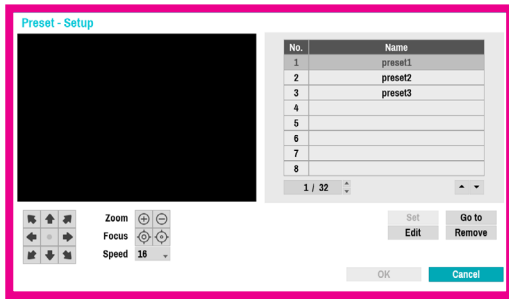 Preset - Setup
No. Name
1 preset1
2 preset2
3 preset3
4
5
6
7
8
1 / 32
Zoom
Focus
Speed 16
Set Go to
Edit Remove
OK Cancel